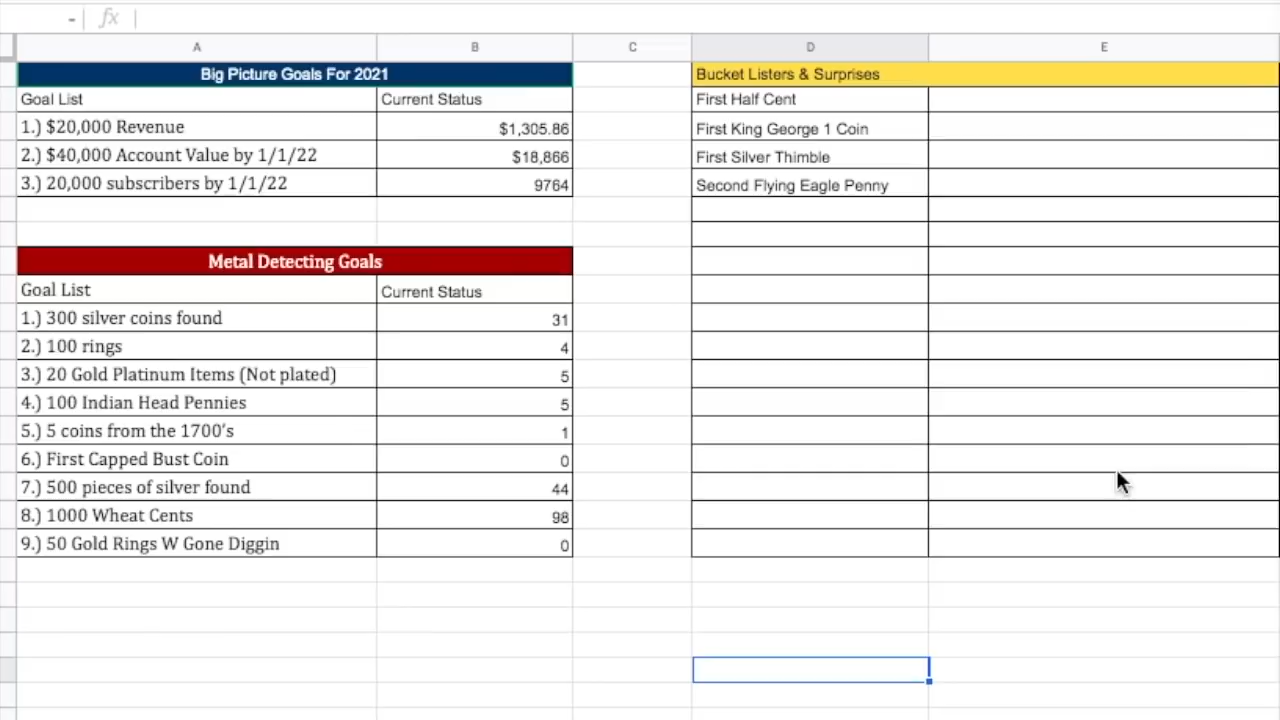 fx
A B C D E
Big Picture Goals For 2021
Goal List Current Status
1.) $20,000 Revenue $1,305.86
2.) $40,000 Account Value by 1/1/22 $18,866
3.) 20,000 subscribers by 1/1/22 9764
Metal Detecting Goals
Goal List Current Status
1.) 300 silver coins found 31
2.) 100 rings 4
3.) 20 Gold Platinum Items (Not plated) 5
4.) 100 Indian Head Pennies 5
5.) 5 coins from the 1700's 1
6.) First Capped Bust Coin 0
7.) 500 pieces of silver found 44
8.) 1000 Wheat Cents 98
9.) 50 Gold Rings W Gone Diggin 0
Bucket Listers & Surprises
First Half Cent
First King George 1 Coin
First Silver Thimble
Second Flying Eagle Penny